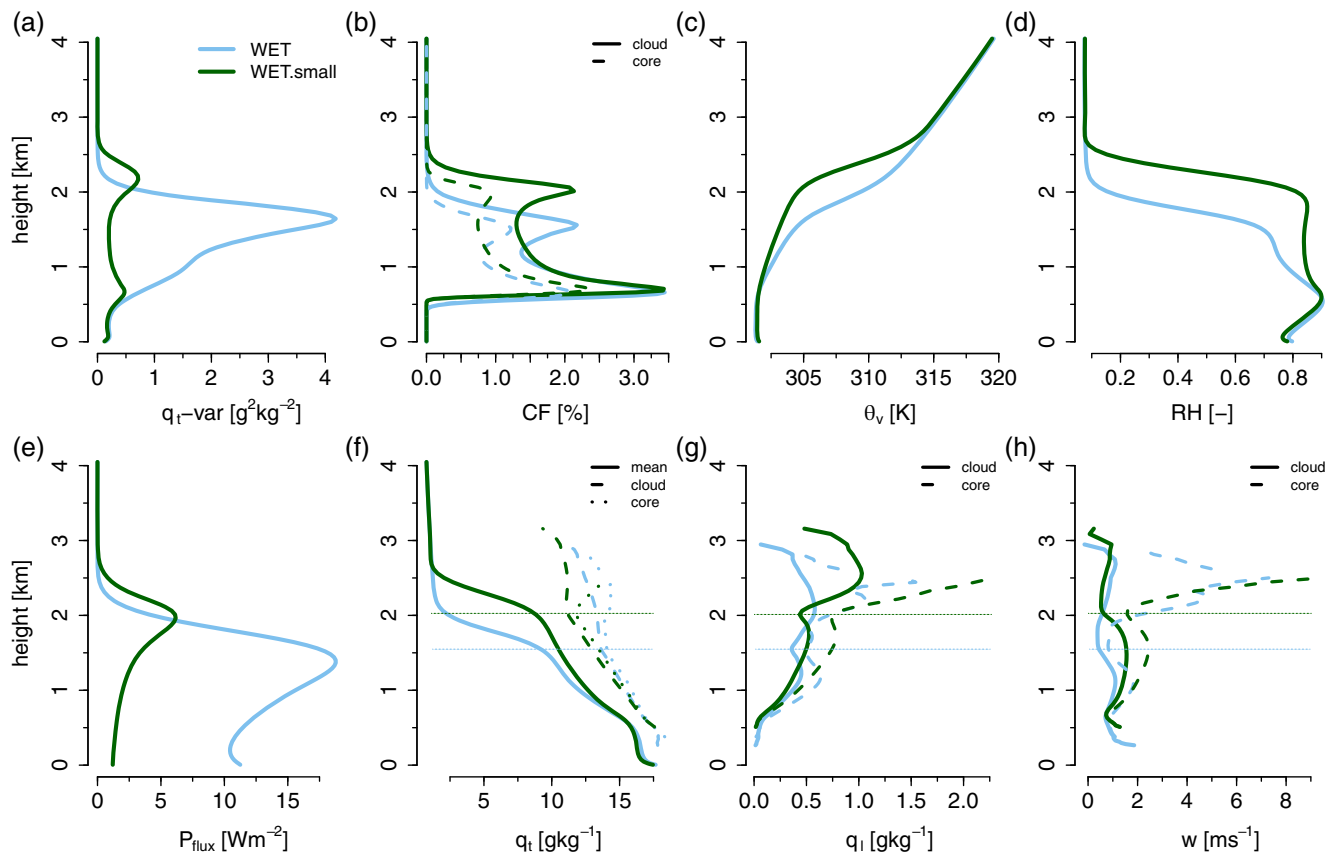 (a) (b) (c) (d)
WET
WET.small
cloud
core
height [km]
0 1 2 3 4
0 1 2 3 4
0 1 2 3 4
0 1 2 3 4
0 1 2 3 4
0.0 1.0 2.0 3.0
305 310 315 320
0.2 0.4 0.6 0.8
q t−var [g²kg⁻²]
CF [%]
θv [K]
RH [−]
(e) (f) (g) (h)
mean
cloud
core
cloud
core
cloud
core
height [km]
0 1 2 3 4
0 1 2 3 4
0 1 2 3 4
0 1 2 3 4
0 5 10 15
5 10 15
0.0 0.5 1.0 1.5 2.0
0 2 4 6 8
Pflux [Wm⁻²]
q t [gkg⁻¹]
q l [gkg⁻¹]
w [ms⁻¹]